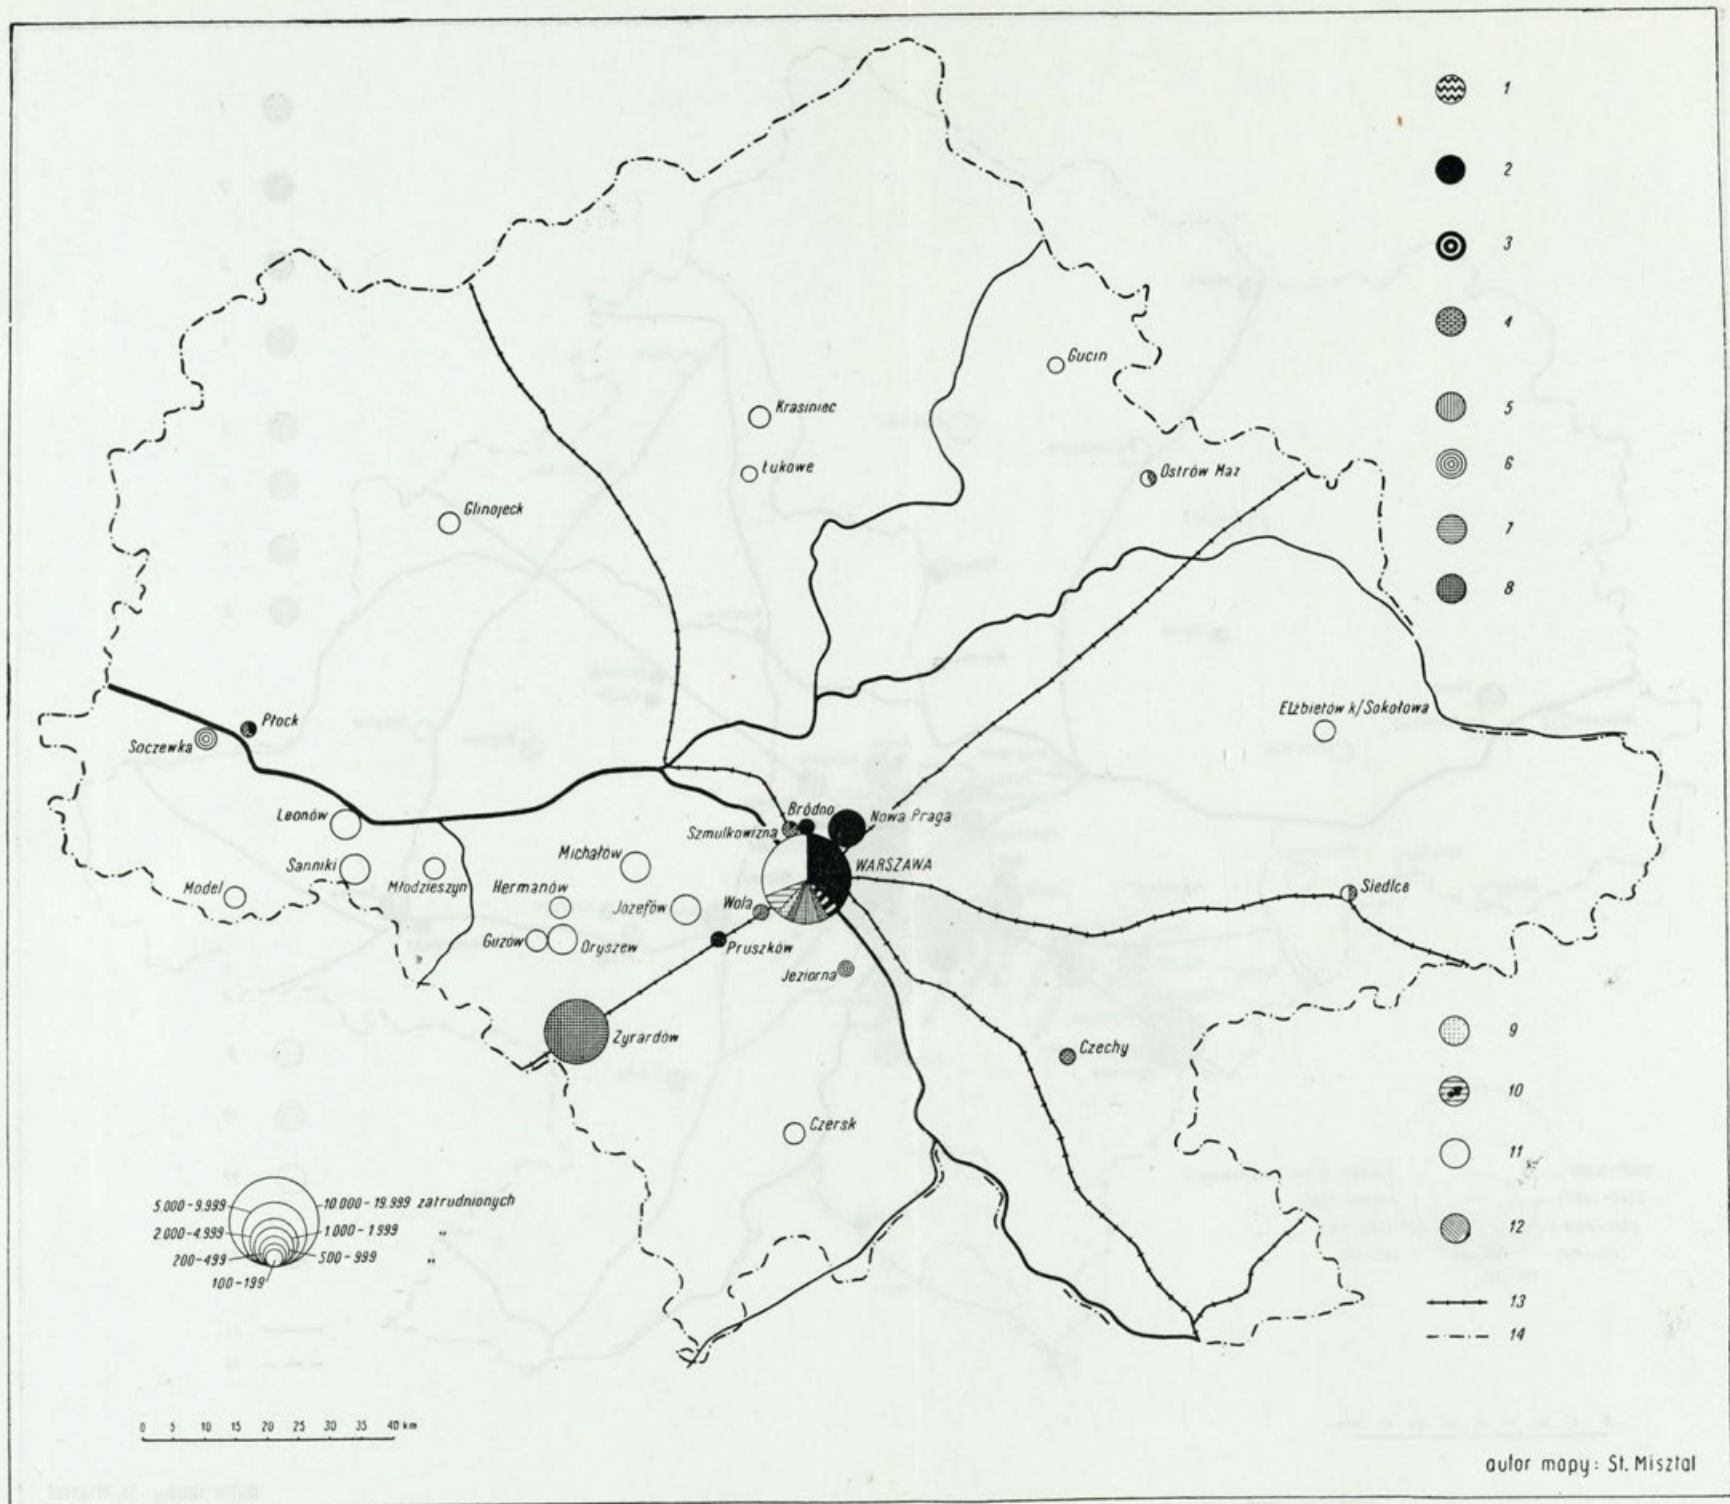 1
2
3
4
5
6
7
8
Gucin
Krasiniec
Łukowe
Ostrów Maz
Glinojeck
Elżbietów k/Sokołowa
Płock
Soczewka
Leonów
Sanniki
Model
Młodzieszyn
Michałów
Hermanów
Józefów
Guzów
Oryszew
Bródno
Szmulkowizna
Nowa Praga
WARSZAWA
Wola
Pruszków
Jeziorna
Siedlce
Żyrardów
Czechy
Czersk
9
10
11
12
13
14
5.000-9.999
10.000-19.999 zatrudnionych
2.000-4.999
1.000-1.999 "
200-499
500-999 "
100-199
0 5 10 15 20 25 30 35 40 km
autor mapy: St. Misztal